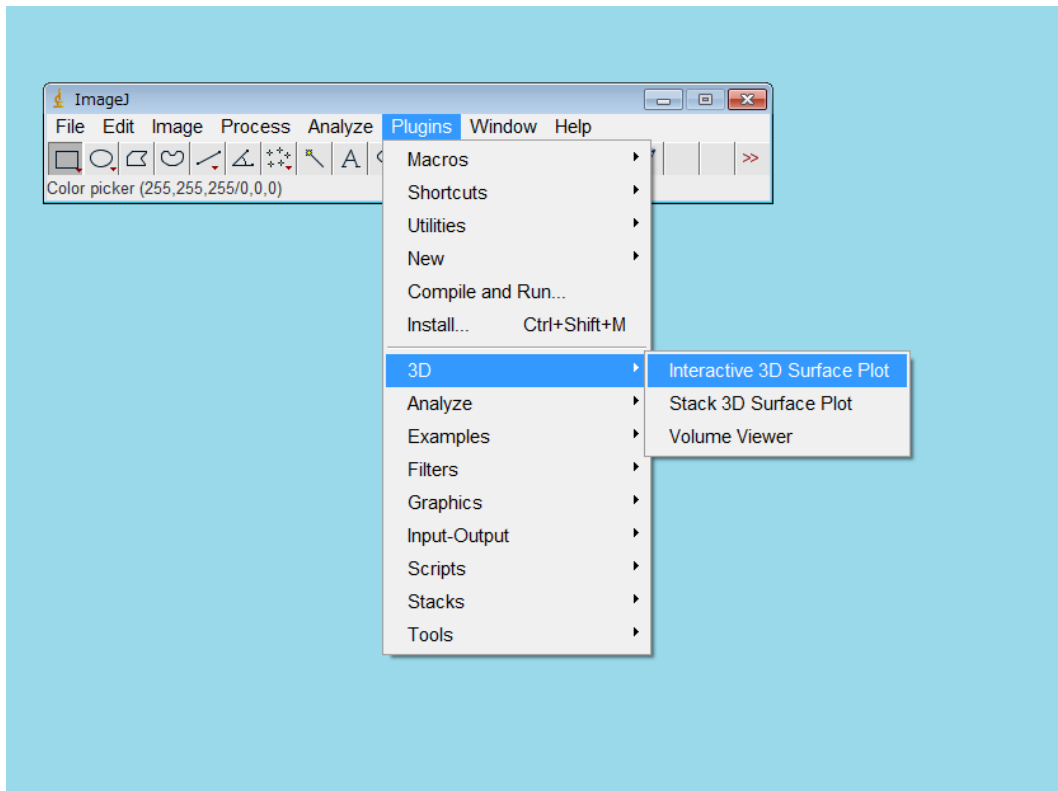 ImageJ
File Edit Image Process Analyze Plugins Window Help
A >>
Color picker (255,255,255/0,0,0)
Macros
Shortcuts
Utilities
New
Compile and Run...
Install... Ctrl+Shift+M
3D
Interactive 3D Surface Plot
Analyze
Stack 3D Surface Plot
Examples
Volume Viewer
Filters
Graphics
Input-Output
Scripts
Stacks
Tools